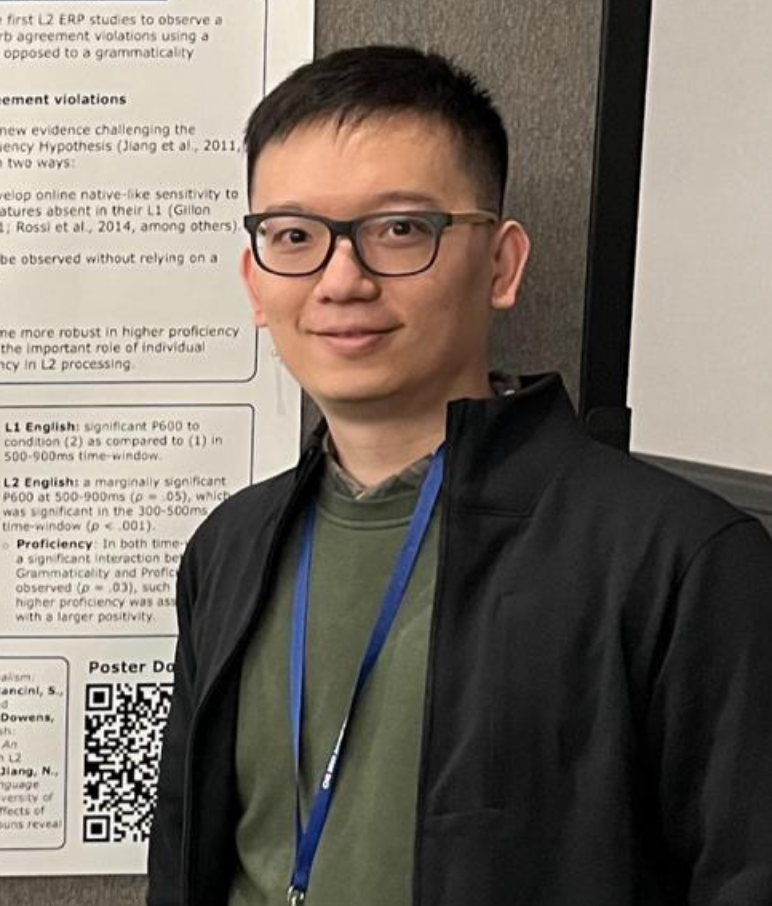 first L2 ERP studies to observe a
rb agreement violations using a
opposed to a grammaticality
ement violations
new evidence challenging the
ency Hypothesis (Jiang et al., 2011,
two ways:
velop online native-like sensitivity to
atures absent in their L1 (Gillon
1; Rossi et al., 2014, among others).
be observed without relying on a
me more robust in higher proficiency
the important role of individual
ncy in L2 processing.
L1 English: significant P600 to
condition (2) as compared to (1) in
500-900ms time-window.
L2 English: a marginally significant
P600 at 500-900ms (p = .05), which
was significant in the 300-500ms
time-window (p < .001).
○ Proficiency: In both time-
a significant interaction be
Grammaticality and Profici
observed (p = .03), such
higher proficiency was ass
with a larger positivity.
alism:
ancini, S.,
d
Dowens,
sh:
An
n L2
Jiang, N.,
nguage
versity of
ffects of
ouns reveal
Poster Do